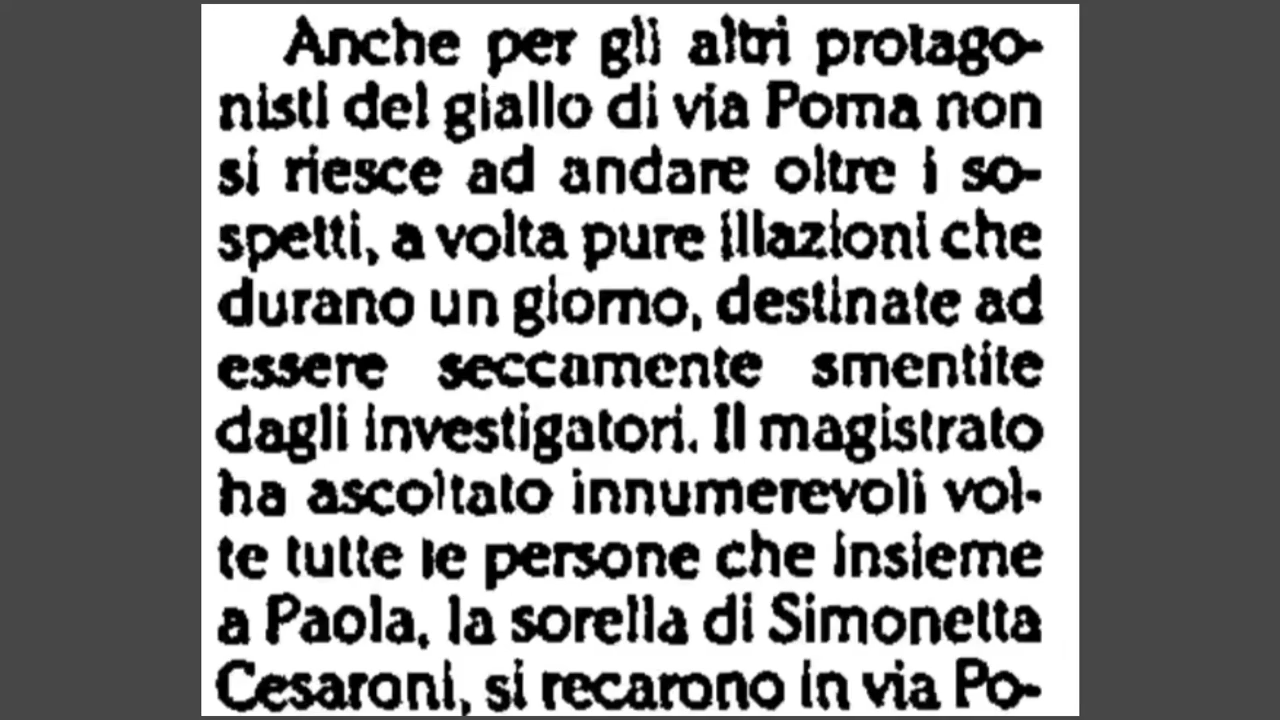 Anche per gli altri protago-
nisti del giallo di via Poma non
si riesce ad andare oltre i so-
spetti, a volta pure illazioni che
durano un giorno, destinate ad
essere seccamente smentite
dagli investigatori. Il magistrato
ha ascoltato innumerevoli vol-
te tutte le persone che insieme
a Paola, la sorella di Simonetta
Cesaroni, si recarono in via Po-